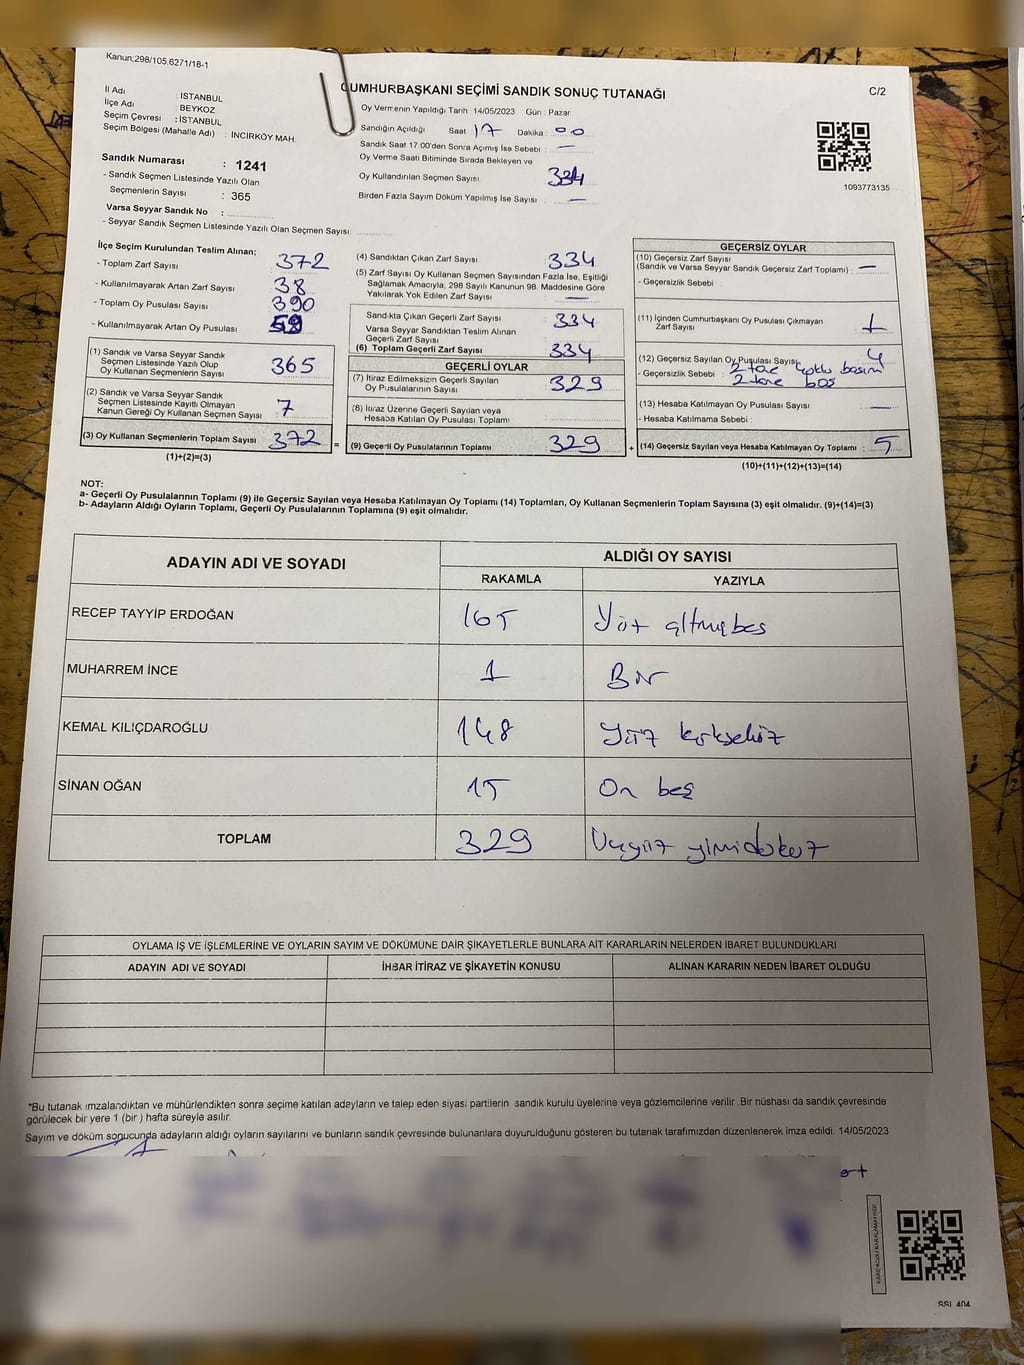 Kanun;298/105,6271/18-1
CUMHURBAŞKANI SEÇİMİ SANDIK SONUÇ TUTANAĞI
C/2
İl Adı : İSTANBUL
İlçe Adı : BEYKOZ
Seçim Çevresi : İSTANBUL
Seçim Bölgesi (Mahalle Adı) : İNCİRKÖY MAH.
Sandık Numarası : 1241
- Sandık Seçmen Listesinde Yazılı Olan
Seçmenlerin Sayısı : 365
Varsa Seyyar Sandık No :
- Seyyar Sandık Seçmen Listesinde Yazılı Olan Seçmen Sayısı:
Oy Vermenin Yapıldığı Tarih 14/05/2023 Gün : Pazar
Sandığın Açıldığı Saat 17 Dakika : 00
Sandık Saat 17:00'den Sonra Açımış İse Sebebi : —
Oy Verme Saati Bitiminde Sırada Bekleyen ve
Oy Kullandırılan Seçmen Sayısı 334
Birden Fazla Sayım Döküm Yapılmış İse Sayısı : —
1093773135
İlçe Seçim Kurulundan Teslim Alınan;
- Toplam Zarf Sayısı 372
- Kullanılmayarak Artan Zarf Sayısı 38
- Toplam Oy Pusulası Sayısı 390
- Kullanılmayarak Artan Oy Pusulası
(1) Sandık ve Varsa Seyyar Sandık
Seçmen Listesinde Yazılı Olup
Oy Kullanan Seçmenlerin Sayısı 365
(2) Sandık ve Varsa Seyyar Sandık
Seçmen Listesinde Kayıtlı Olmayan
Kanun Gereği Oy Kullanan Seçmen Sayısı 7
(3) Oy Kullanan Seçmenlerin Toplam Sayısı 372 =
(1)+(2)=(3)
(4) Sandıktan Çıkan Zarf Sayısı 334
(5) Zarf Sayısı Oy Kullanan Seçmen Sayısından Fazla İse, Eşitliği
Sağlamak Amacıyla, 298 Sayılı Kanunun 98. Maddesine Göre
Yakılarak Yok Edilen Zarf Sayısı —
Sandıkta Çıkan Geçerli Zarf Sayısı 334
Varsa Seyyar Sandıktan Teslim Alınan
Geçerli Zarf Sayısı
(6) Toplam Geçerli Zarf Sayısı 334
GEÇERLİ OYLAR
(7) İtiraz Edilmeksizin Geçerli Sayılan
Oy Pusulalarının Sayısı 329
(8) İtiraz Üzerine Geçerli Sayılan veya
Hesaba Katılan Oy Pusulası Toplamı
(9) Geçerli Oy Pusulalarının Toplamı 329 +
GEÇERSİZ OYLAR
(10) Geçersiz Zarf Sayısı
(Sandık ve Varsa Seyyar Sandık Geçersiz Zarf Toplamı) : —
- Geçersizlik Sebebi :
(11) İçinden Cumhurbaşkanı Oy Pusulası Çıkmayan
Zarf Sayısı 1
(12) Geçersiz Sayılan Oy Pusulası Sayısı 4
- Geçersizlik Sebebi : 2 tane basım
2 tane boş
(13) Hesaba Katılmayan Oy Pusulası Sayısı —
- Hesaba Katılmama Sebebi :
(14) Geçersiz Sayılan veya Hesaba Katılmayan Oy Toplamı : 5
(10)+(11)+(12)+(13)=(14)
NOT:
a- Geçerli Oy Pusulalarının Toplamı (9) ile Geçersiz Sayılan veya Hesaba Katılmayan Oy Toplamı (14) Toplamları, Oy Kullanan Seçmenlerin Toplam Sayısına (3) eşit olmalıdır. (9)+(14)=(3)
b- Adayların Aldığı Oyların Toplamı, Geçerli Oy Pusulalarının Toplamına (9) eşit olmalıdır.
ADAYIN ADI VE SOYADI
ALDIĞI OY SAYISI
RAKAMLA YAZIYLA
RECEP TAYYİP ERDOĞAN 165 Yüz altmışbeş
MUHARREM İNCE 1 Bir
KEMAL KILIÇDAROĞLU 148 Yüz kırksekiz
SİNAN OĞAN 15 On beş
TOPLAM 329 Üçyüz yirmidokuz
OYLAMA İŞ VE İŞLEMLERİNE VE OYLARIN SAYIM VE DÖKÜMÜNE DAİR ŞİKAYETLERLE BUNLARA AİT KARARLARIN NELERDEN İBARET BULUNDUKLARI
ADAYIN ADI VE SOYADI İHBAR İTİRAZ VE ŞİKAYETİN KONUSU ALINAN KARARIN NEDEN İBARET OLDUĞU
*Bu tutanak imzalandıktan ve mühürlendikten sonra seçime katılan adayların ve talep eden siyasi partilerin sandık kurulu üyelerine veya gözlemcilerine verilir .Bir nüshası da sandık çevresinde
görülecek bir yere 1 (bir ) hafta süreyle asılır.
Sayım ve döküm sonucunda adayların aldığı oyların sayılarını ve bunların sandık çevresinde bulunanlara duyurulduğunu gösteren bu tutanak tarafımızdan düzenlenerek imza edildi. 14/05/2023
KAREKODU KARALAMAYINIZ!
SSI 404